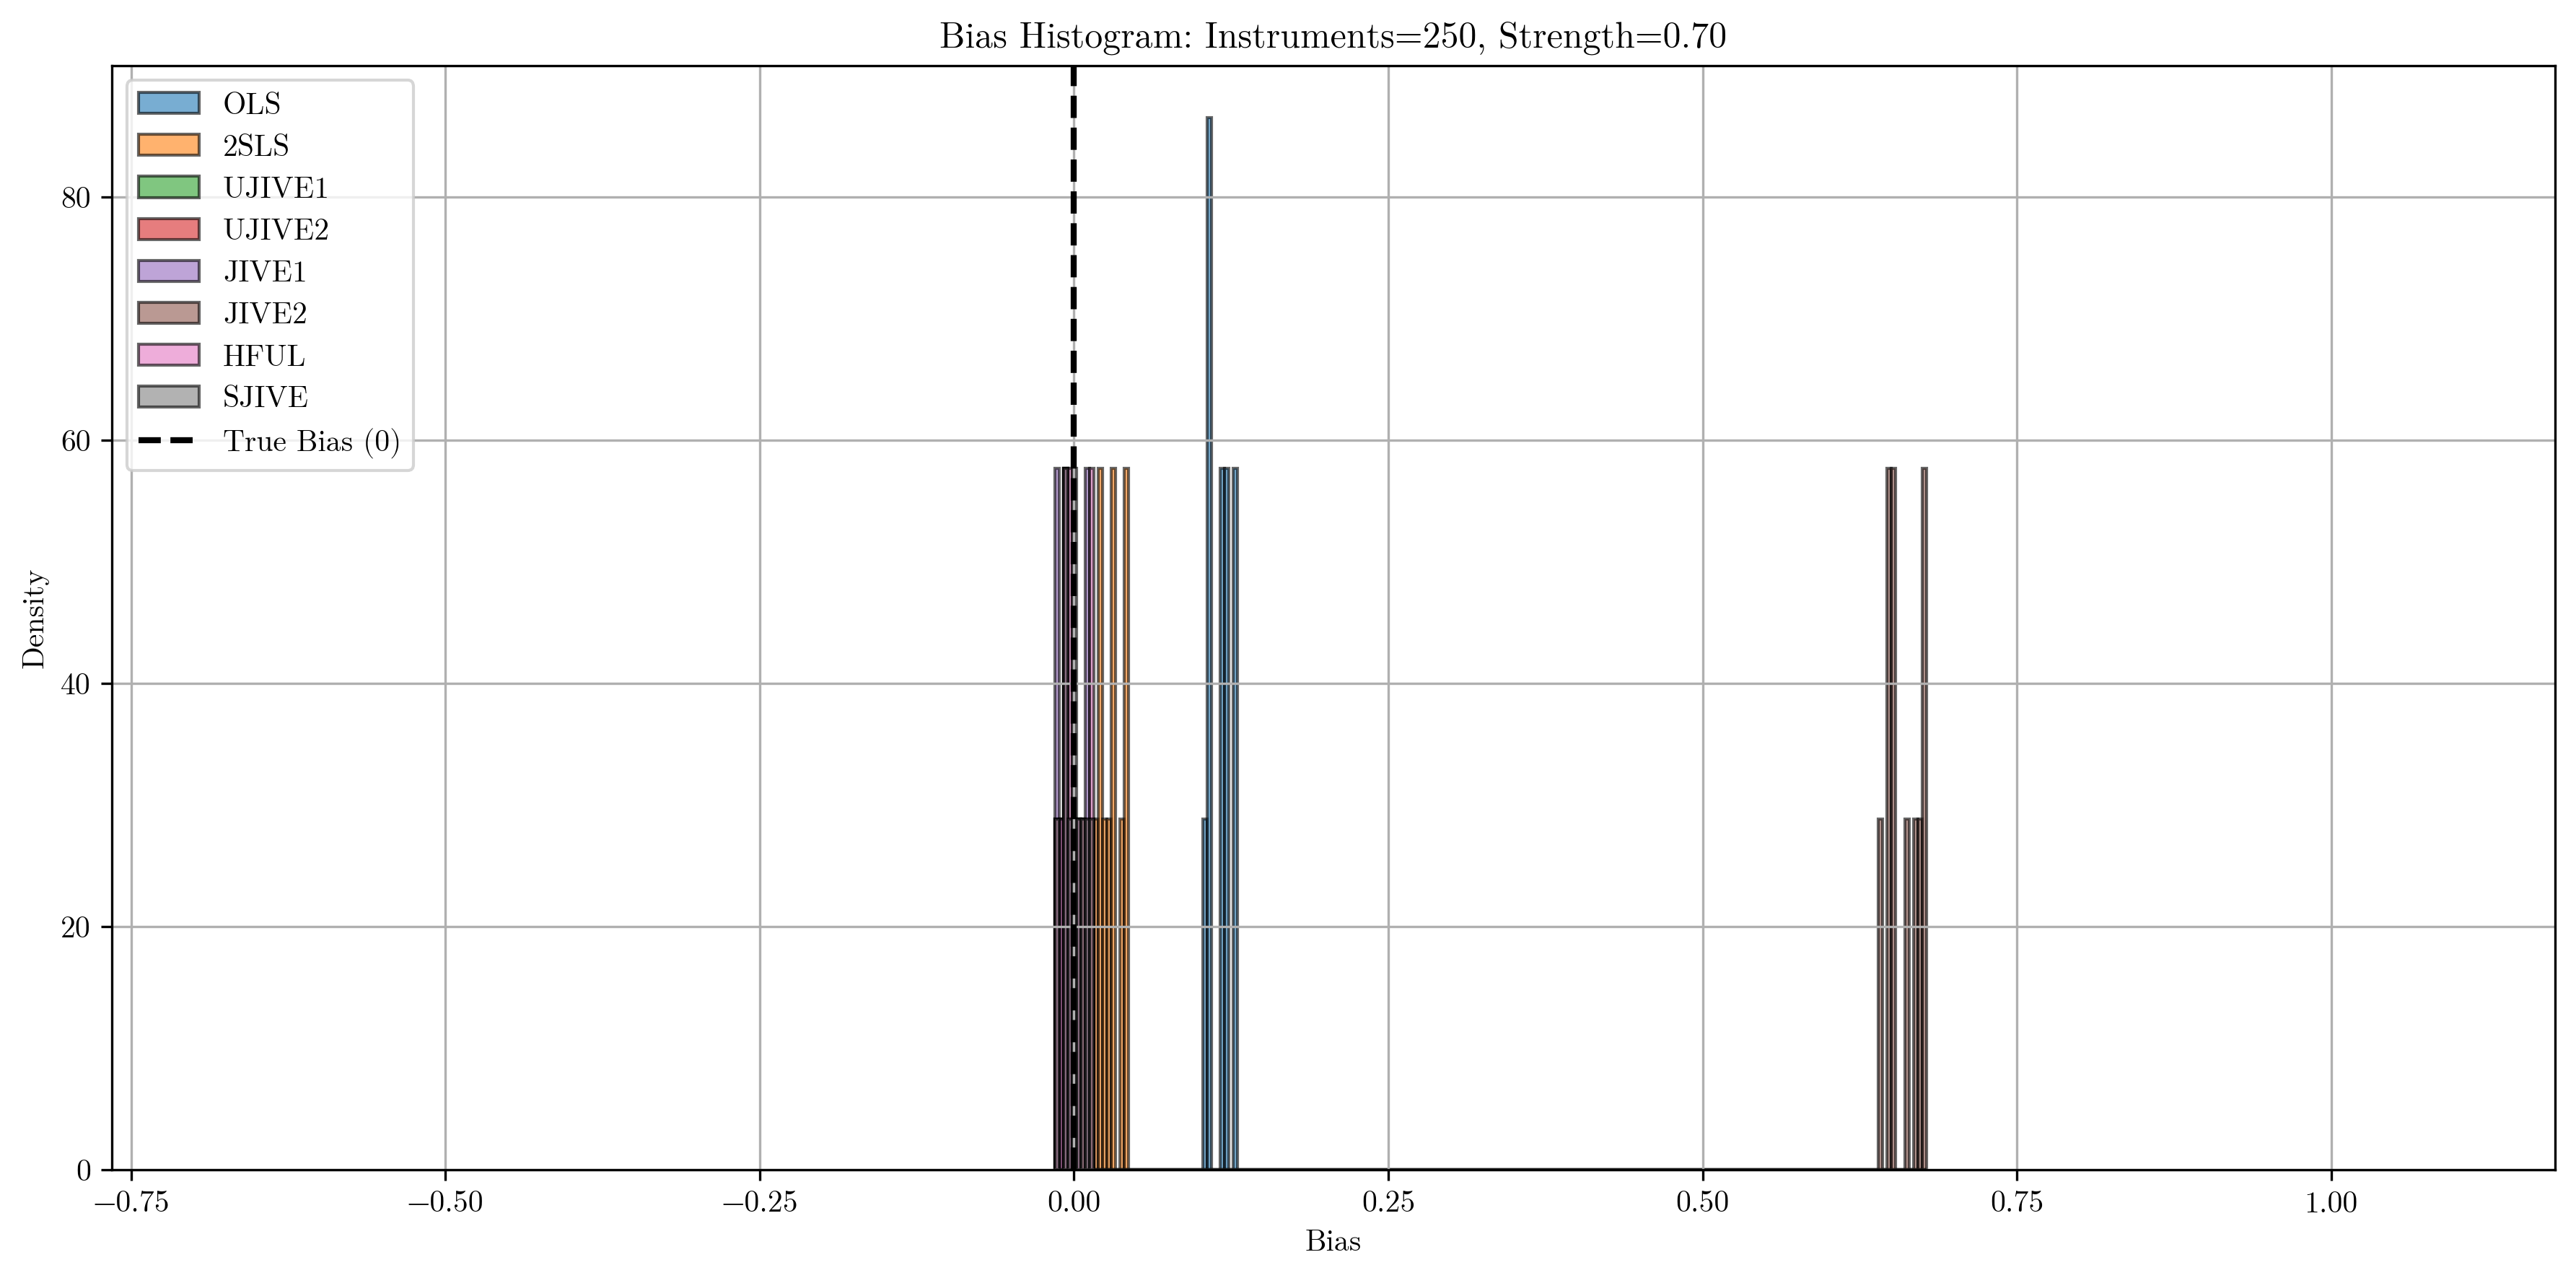 Bias Histogram: Instruments=250, Strength=0.70
OLS
2SLS
UJIVE1
UJIVE2
JIVE1
JIVE2
HFUL
SJIVE
True Bias (0)
Density
80
60
40
20
0
−0.75
−0.50
−0.25
0.00
0.25
0.50
0.75
1.00
Bias